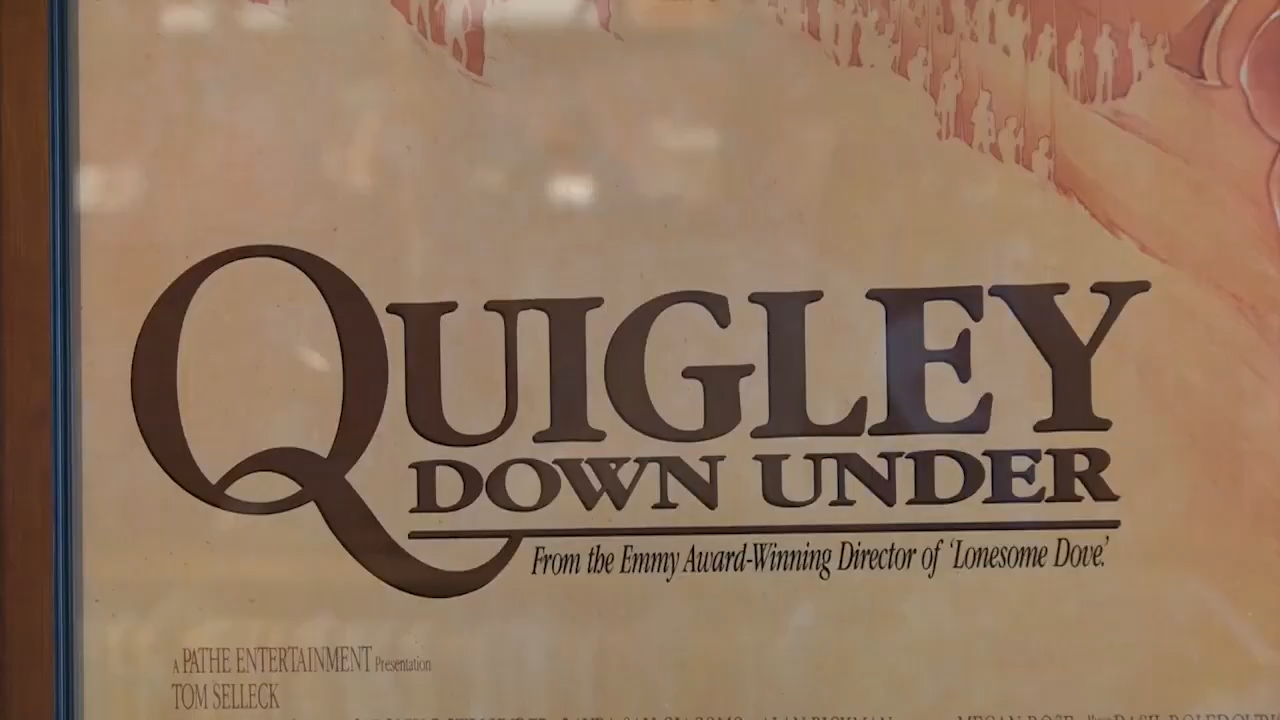 QUIGLEY
DOWN UNDER
From the Emmy Award-Winning Director of 'Lonesome Dove.'
A PATHE ENTERTAINMENT Presentation
TOM SELLECK